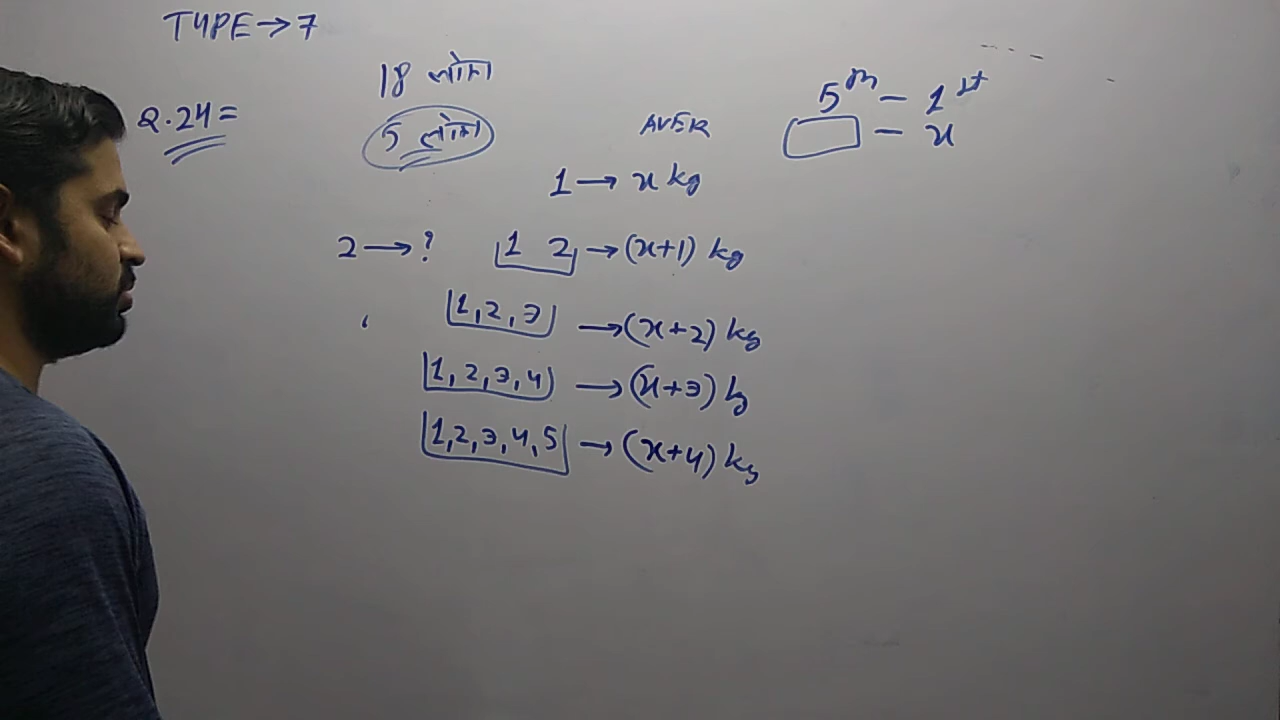 TYPE → 7
18 लोग
Q.24 =
5 लोग
AVER
5th - 1st
- x
1 → x kg
2 → ?
1 2 → (x+1) kg
1, 2, 3 → (x+2) kg
1, 2, 3, 4 → (x+3) kg
1, 2, 3, 4, 5 → (x+4) kg